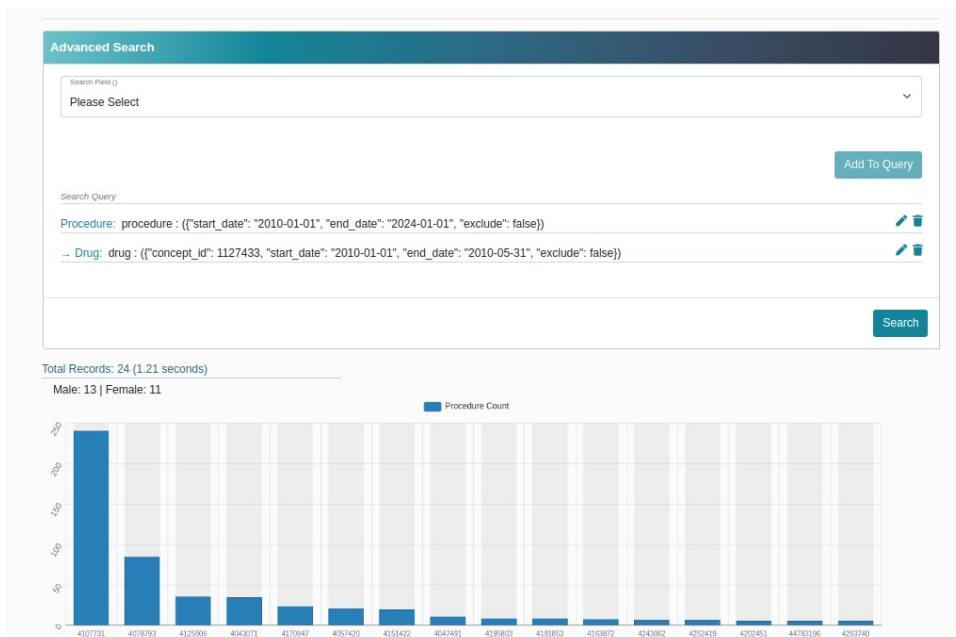 Advanced Search
Search Field ()
Please Select
Add To Query
Search Query
Procedure: procedure : ({"start_date": "2010-01-01", "end_date": "2024-01-01", "exclude": false})
→ Drug: drug : ({"concept_id": 1127433, "start_date": "2010-01-01", "end_date": "2010-05-31", "exclude": false})
Search
Total Records: 24 (1.21 seconds)
Male: 13 | Female: 11
Procedure Count
250
200
150
100
50
0
4107731 4078793 4125906 4043071 4170947 4057420 4151422 4047491 4195803 4191853 4163872 4243062 4252419 4202451 44783196 4293740